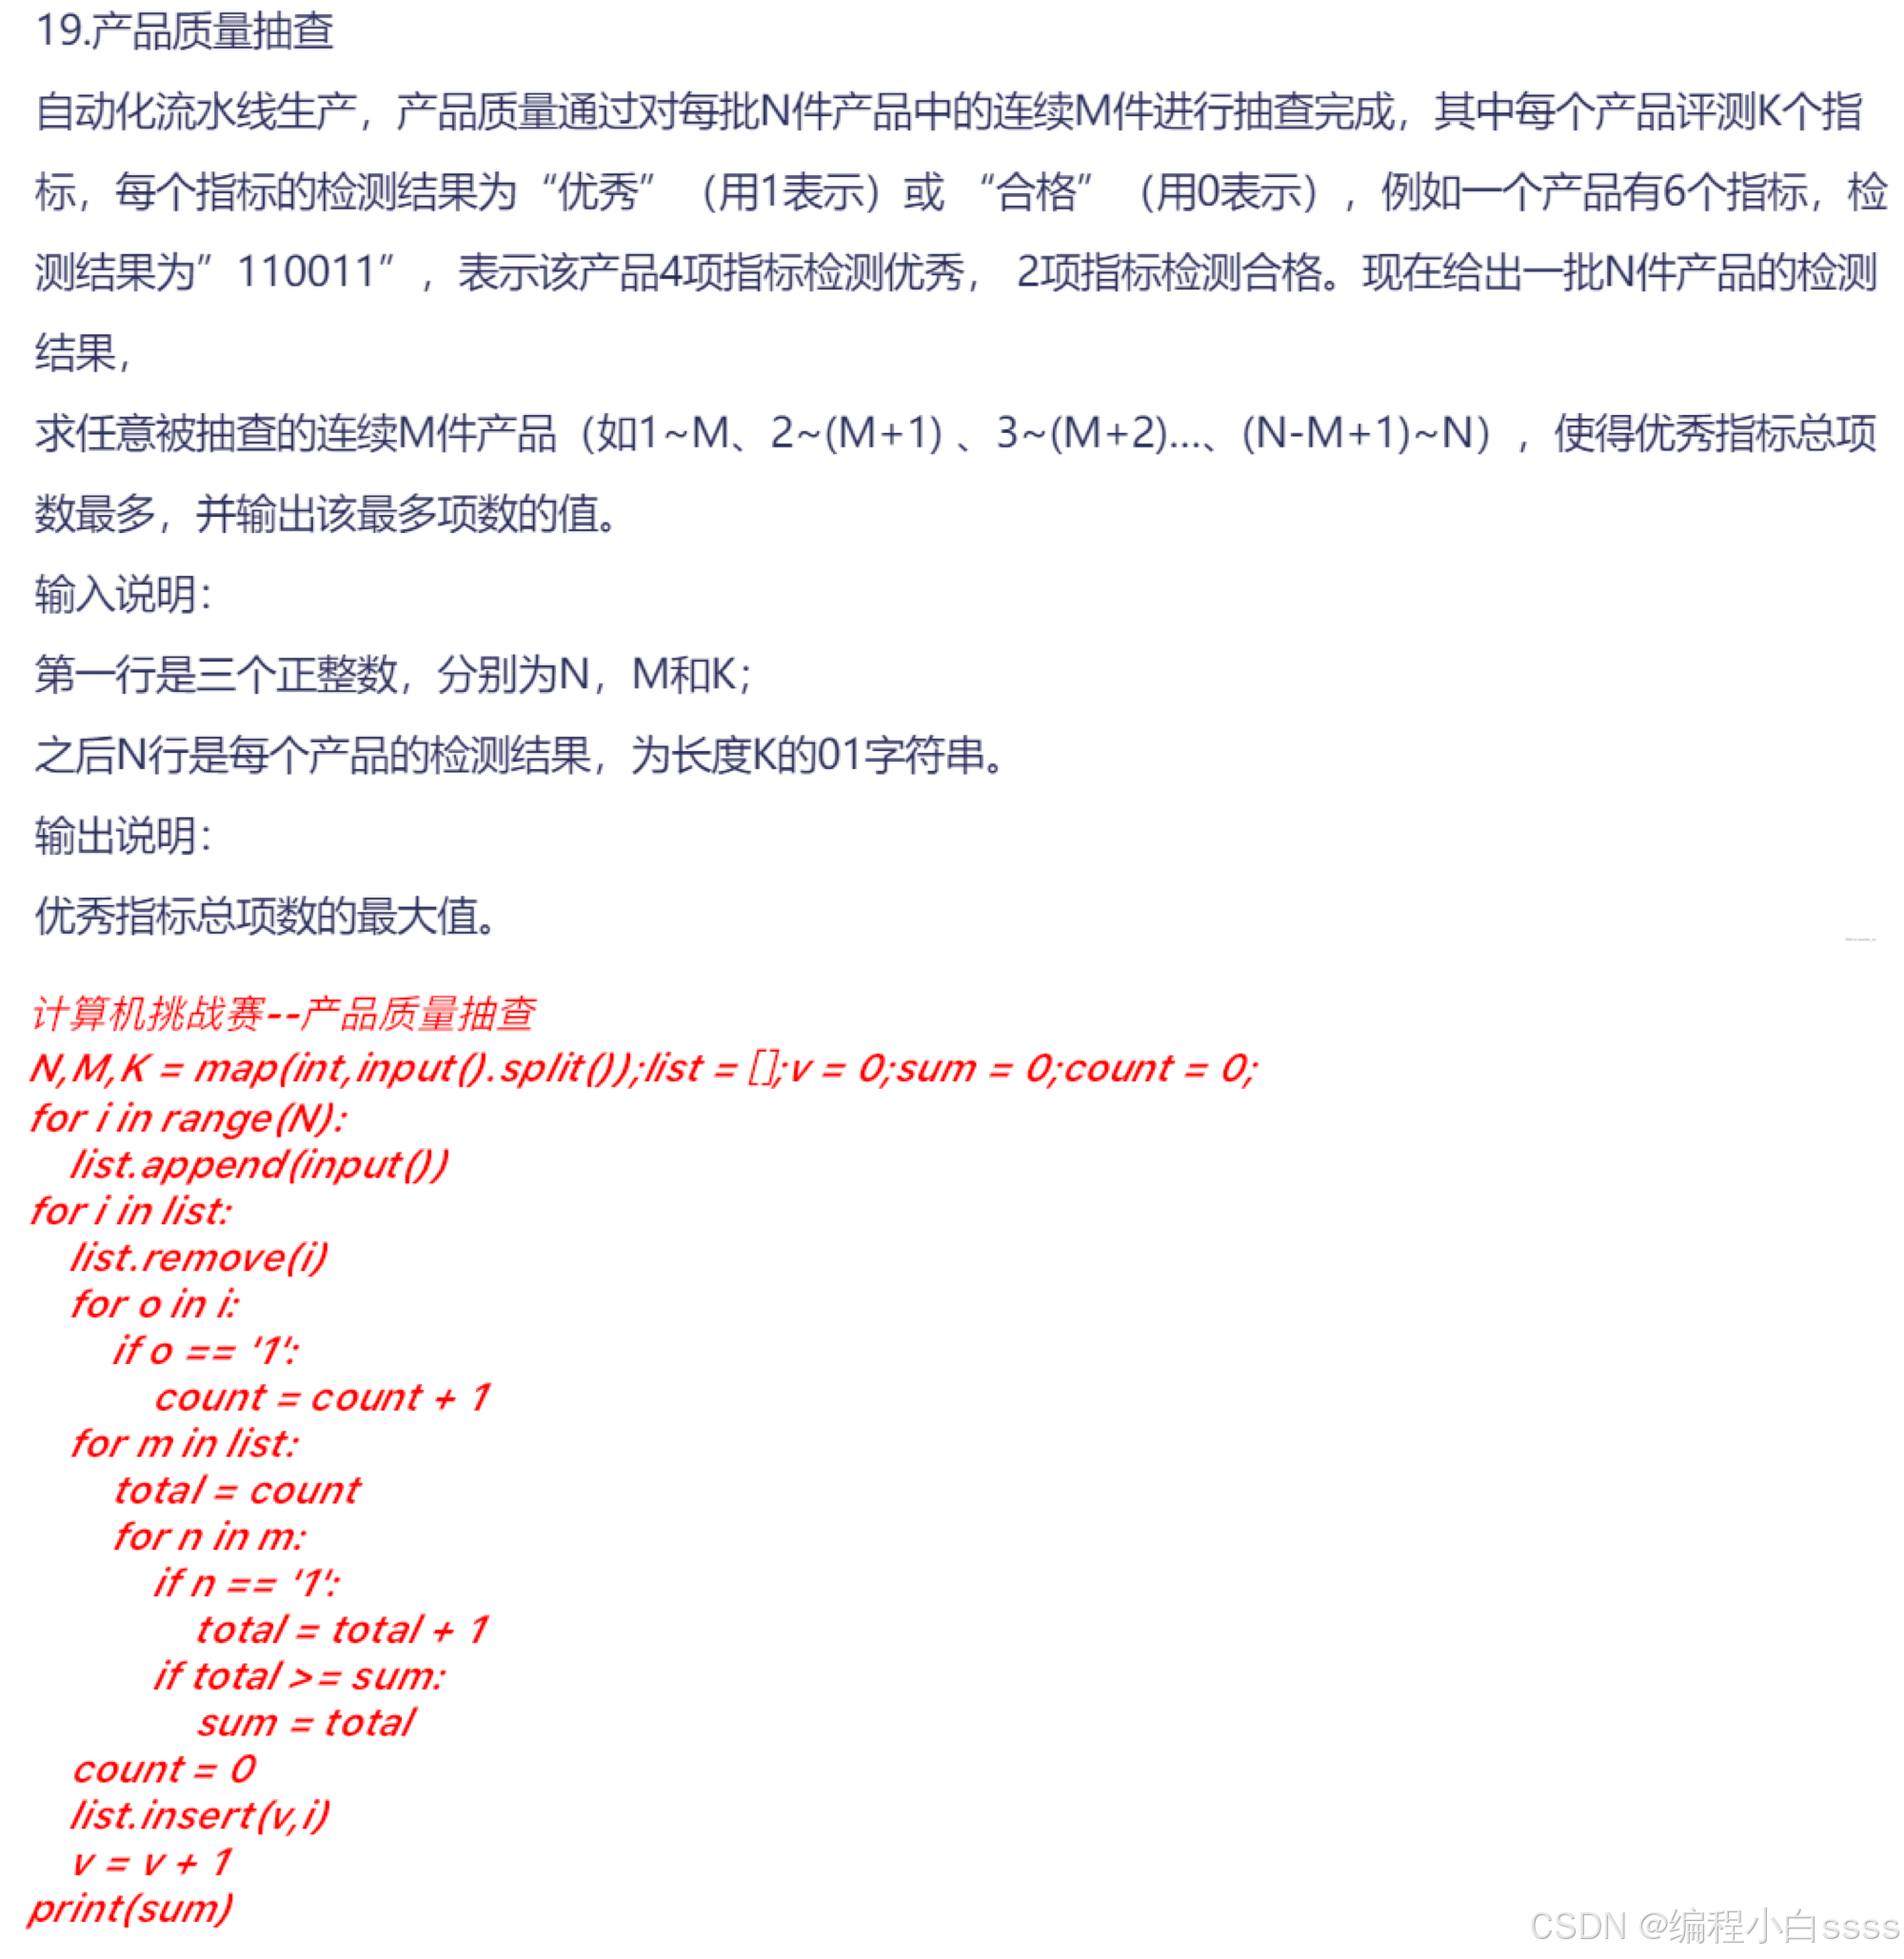 19.产品质量抽查
自动化流水线生产，产品质量通过对每批N件产品中的连续M件进行抽查完成，其中每个产品评测K个指
标，每个指标的检测结果为“优秀”（用1表示）或 “合格”（用0表示），例如一个产品有6个指标，检
测结果为”110011”，表示该产品4项指标检测优秀， 2项指标检测合格。现在给出一批N件产品的检测
结果，
求任意被抽查的连续M件产品（如1~M、2~(M+1) 、3~(M+2)...、(N-M+1)~N），使得优秀指标总项
数最多，并输出该最多项数的值。
输入说明：
第一行是三个正整数，分别为N，M和K；
之后N行是每个产品的检测结果，为长度K的01字符串。
输出说明：
优秀指标总项数的最大值。
计算机挑战赛--产品质量抽查
N,M,K = map(int,input().split());list = [];v = 0;sum = 0;count = 0;
for i in range(N):
    list.append(input())
for i in list:
    list.remove(i)
    for o in i:
        if o == '1':
            count = count + 1
    for m in list:
        total = count
        for n in m:
            if n == '1':
                total = total + 1
            if total >= sum:
                sum = total
    count = 0
    list.insert(v,i)
    v = v + 1
print(sum)
CSDN @编程小白ssss